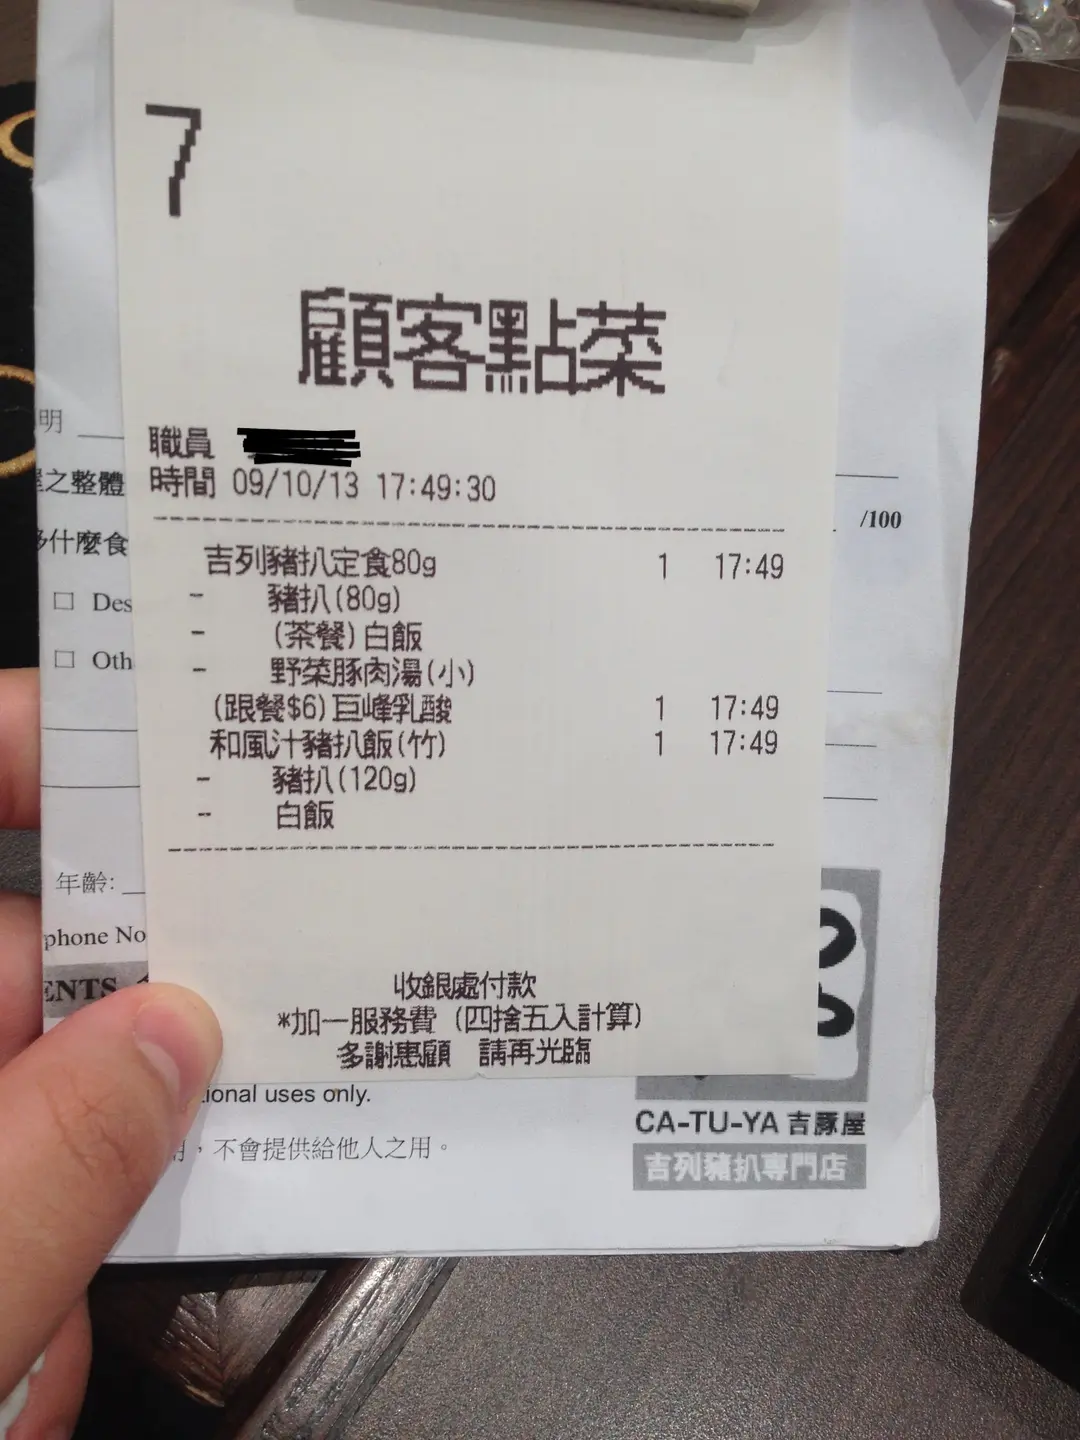 7
顧客點菜
職員
時間 09/10/13 17:49:30
吉列豬扒定食80g 1 17:49
- 豬扒(80g)
- (茶餐)白飯
- 野菜豚肉湯(小)
(跟餐$6)巨峰乳酸 1 17:49
和風汁豬扒飯(竹) 1 17:49
- 豬扒(120g)
- 白飯
收銀處付款
*加一服務費 (四捨五入計算)
多謝惠顧 請再光臨
明
之整體
/100
什麼食
□ Des
□ Oth
年齡:
phone No
ENTS
ional uses only.
,不會提供給他人之用。
CA-TU-YA 吉豚屋
吉列豬扒專門店